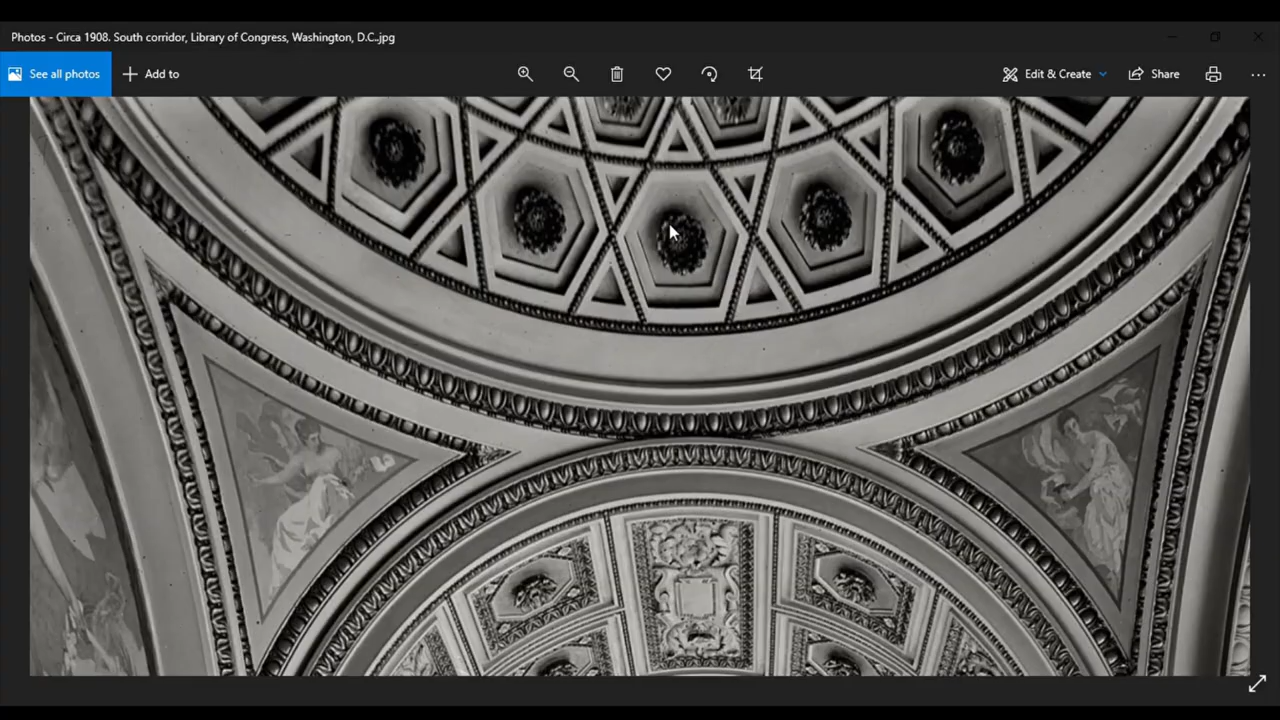 Photos - Circa 1908. South corridor, Library of Congress, Washington, D.C..jpg
See all photos
Add to
Edit & Create
Share